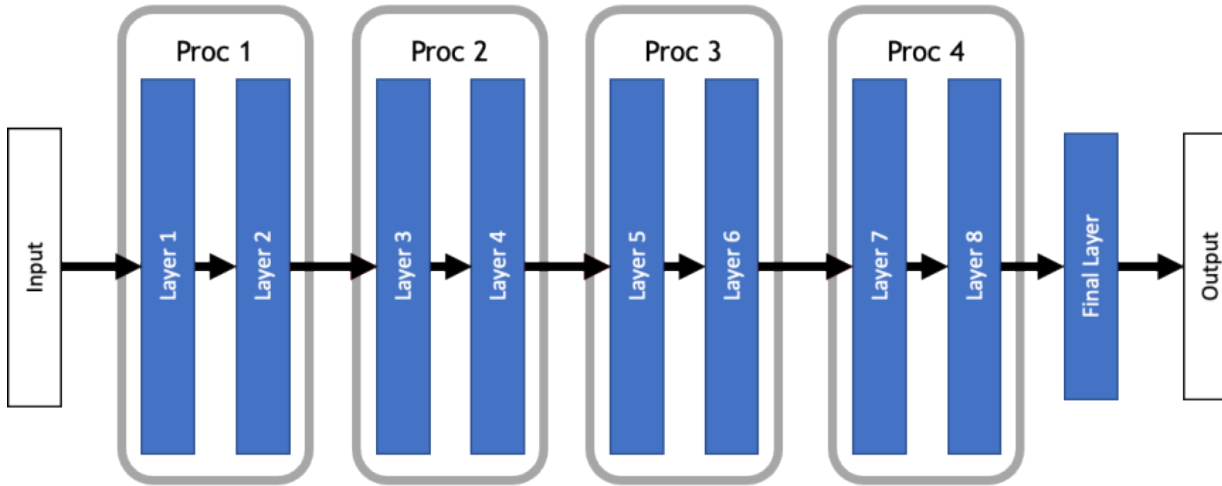 Proc 1
Proc 2
Proc 3
Proc 4
Input
Layer 1
Layer 2
Layer 3
Layer 4
Layer 5
Layer 6
Layer 7
Layer 8
Final Layer
Output